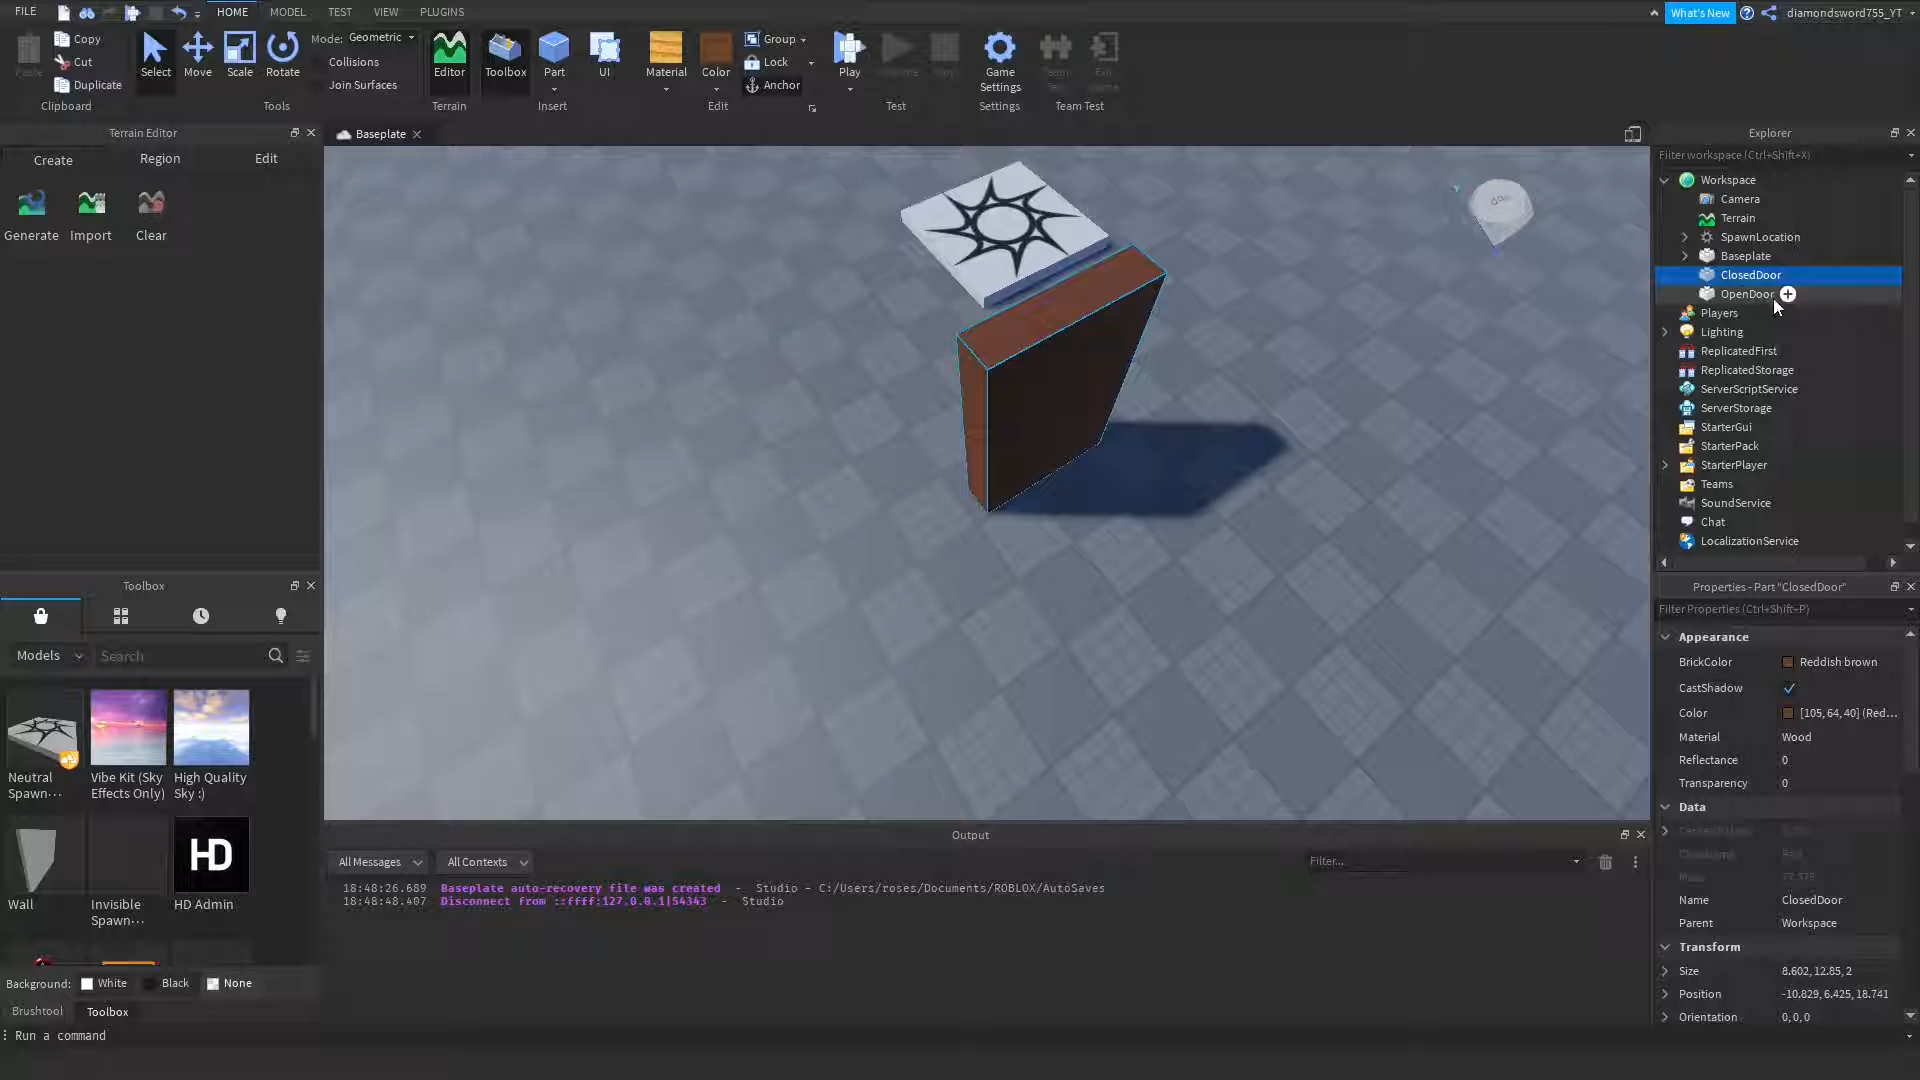 FILE HOME MODEL TEST VIEW PLUGINS What's New diamondsword755_YT
Copy
Cut
Duplicate
Clipboard
Select Move Scale Rotate
Mode: Geometric
Collisions
Join Surfaces
Tools
Editor
Terrain
Toolbox Part UI
Insert
Material Color
Group
Lock
Anchor
Edit
Play
Test
Game
Settings
Settings
Team Test
Terrain Editor
Create Region Edit
Generate Import Clear
Baseplate
Toolbox
Models Search
Neutral
Spawn...
Vibe Kit (Sky
Effects Only)
High Quality
Sky :)
Wall
Invisible
Spawn...
HD
HD Admin
Background: White Black None
Brushtool Toolbox
Run a command
Output
All Messages All Contexts Filter...
18:48:26.689 Baseplate auto-recovery file was created - Studio - C:/Users/roses/Documents/ROBLOX/AutoSaves
18:48:48.407 Disconnect from ::ffff:127.0.0.1|54343 - Studio
Explorer
Filter workspace (Ctrl+Shift+X)
Workspace
Camera
Terrain
SpawnLocation
Baseplate
ClosedDoor
OpenDoor
Players
Lighting
ReplicatedFirst
ReplicatedStorage
ServerScriptService
ServerStorage
StarterGui
StarterPack
StarterPlayer
Teams
SoundService
Chat
LocalizationService
Properties - Part "ClosedDoor"
Filter Properties (Ctrl+Shift+P)
Appearance
BrickColor Reddish brown
CastShadow
Color [105, 64, 40] (Red...
Material Wood
Reflectance 0
Transparency 0
Data
Name ClosedDoor
Parent Workspace
Transform
Size 8.602, 12.85, 2
Position -10.829, 6.425, 18.741
Orientation 0, 0, 0